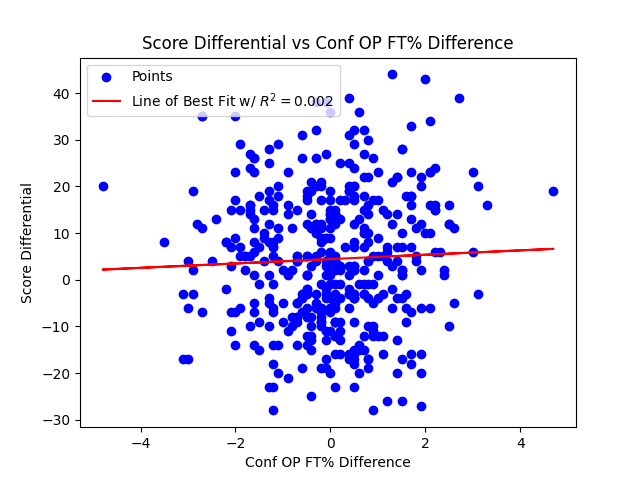 Score Differential vs Conf OP FT% Difference
Points
Line of Best Fit w/ R² = 0.002
Score Differential
40
30
20
10
0
−10
−20
−30
−4
−2
0
2
4
Conf OP FT% Difference